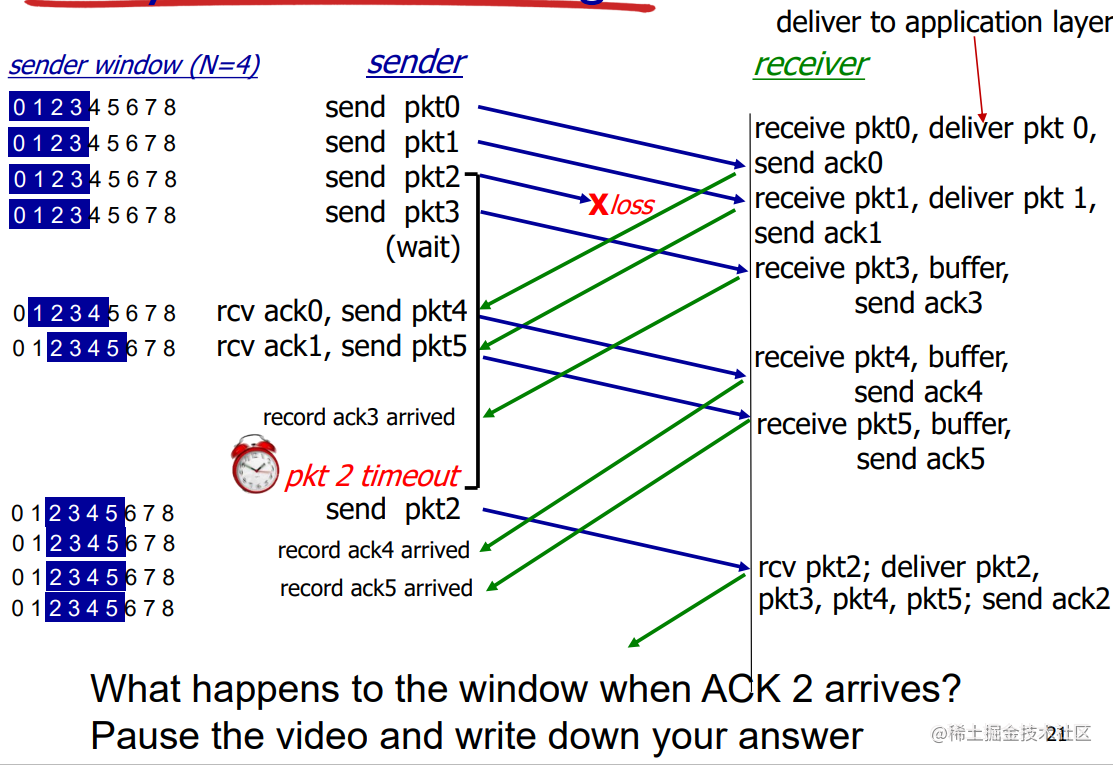 deliver to application layer
sender window (N=4)
sender
receiver
0 1 2 3 4 5 6 7 8
send pkt0
receive pkt0, deliver pkt 0,
send ack0
0 1 2 3 4 5 6 7 8
send pkt1
0 1 2 3 4 5 6 7 8
send pkt2
X loss
receive pkt1, deliver pkt 1,
send ack1
0 1 2 3 4 5 6 7 8
send pkt3
(wait)
receive pkt3, buffer,
send ack3
0 1 2 3 4 5 6 7 8
rcv ack0, send pkt4
0 1 2 3 4 5 6 7 8
rcv ack1, send pkt5
receive pkt4, buffer,
send ack4
record ack3 arrived
receive pkt5, buffer,
send ack5
pkt 2 timeout
0 1 2 3 4 5 6 7 8
send pkt2
0 1 2 3 4 5 6 7 8
record ack4 arrived
0 1 2 3 4 5 6 7 8
record ack5 arrived
0 1 2 3 4 5 6 7 8
rcv pkt2; deliver pkt2,
pkt3, pkt4, pkt5; send ack2
What happens to the window when ACK 2 arrives?
Pause the video and write down your answer
21
@稀土掘金技术社区